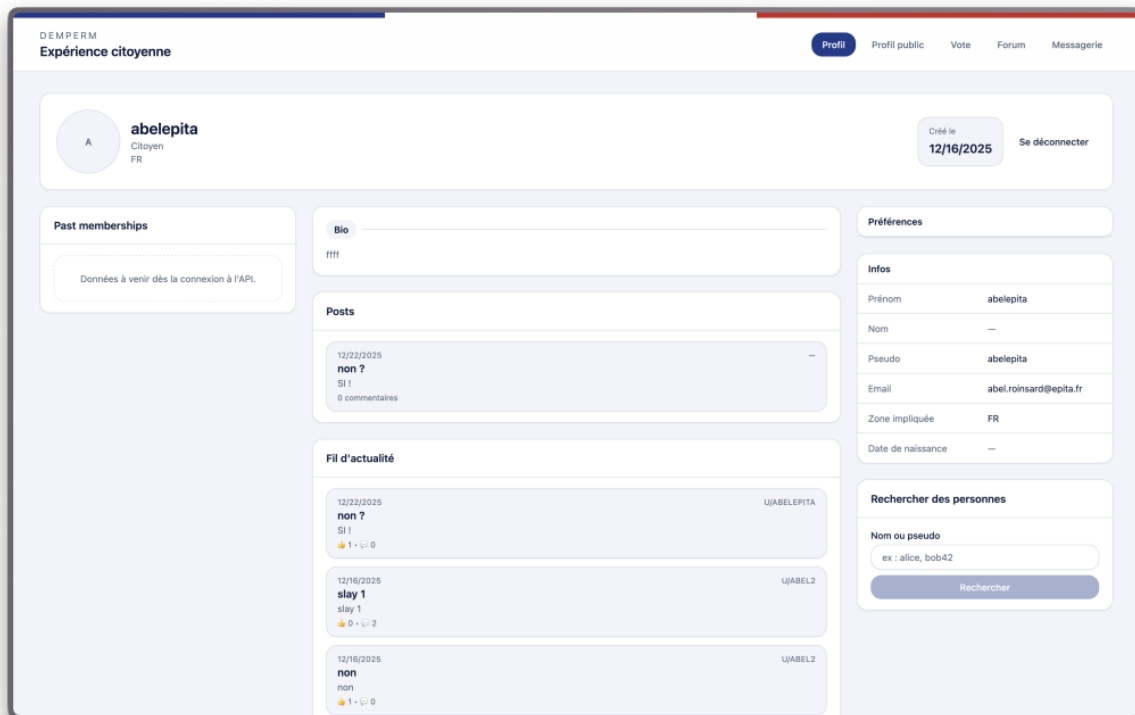 DEMPERM
Expérience citoyenne
Profil
Profil public
Vote
Forum
Messagerie
A
abelepita
Citoyen
FR
Créé le
12/16/2025
Se déconnecter
Past memberships
Données à venir dès la connexion à l'API.
Bio
ffff
Posts
12/22/2025 —
non ?
SI !
0 commentaires
Fil d'actualité
12/22/2025 U/ABELEPITA
non ?
SI !
👍 1 • 💬 0
12/16/2025 U/ABEL2
slay 1
slay 1
👍 0 • 💬 2
12/16/2025 U/ABEL2
non
non
👍 1 • 💬 0
Préférences
Infos
Prénom abelepita
Nom —
Pseudo abelepita
Email abel.roinsard@epita.fr
Zone impliquée FR
Date de naissance —
Rechercher des personnes
Nom ou pseudo
ex : alice, bob42
Rechercher